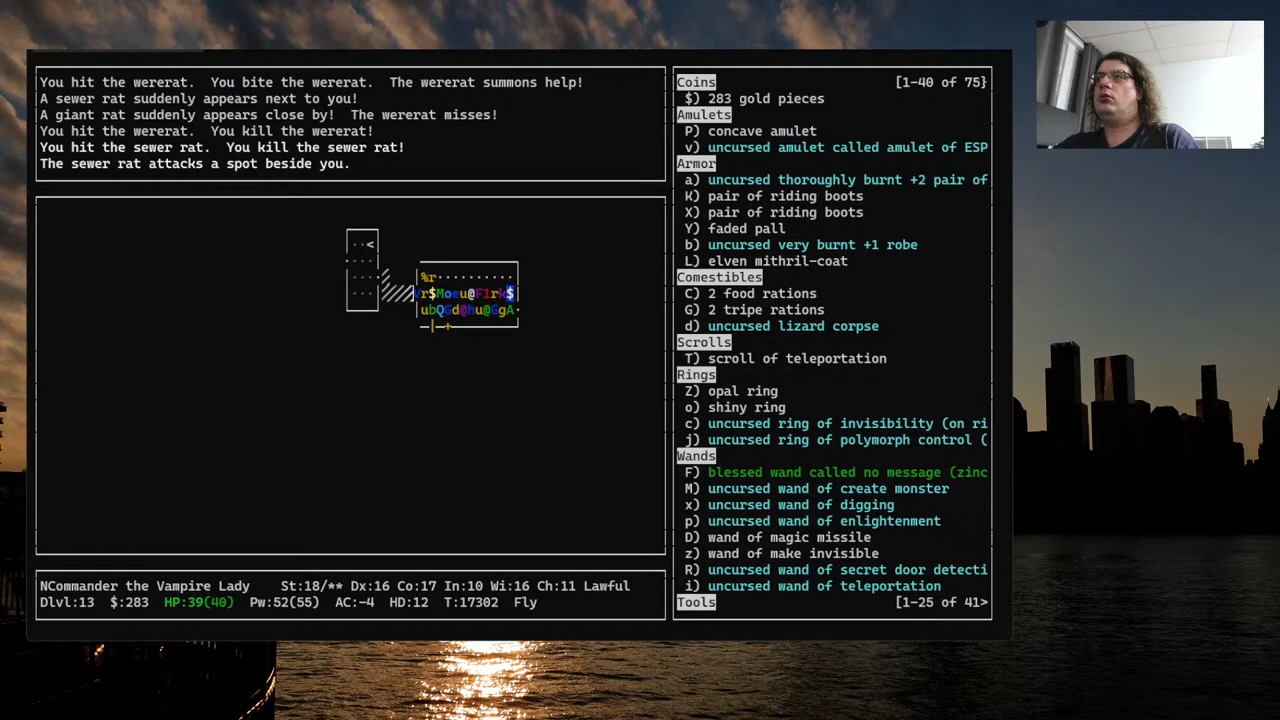 You hit the wererat.  You bite the wererat.  The wererat summons help!
A sewer rat suddenly appears next to you!
A giant rat suddenly appears close by!  The wererat misses!
You hit the wererat.  You kill the wererat!
You hit the sewer rat.  You kill the sewer rat!
The sewer rat attacks a spot beside you.
Coins [1-40 of 75}
$) 283 gold pieces
Amulets
P) concave amulet
v) uncursed amulet called amulet of ESP
Armor
a) uncursed thoroughly burnt +2 pair of
K) pair of riding boots
X) pair of riding boots
Y) faded pall
b) uncursed very burnt +1 robe
L) elven mithril-coat
Comestibles
C) 2 food rations
G) 2 tripe rations
d) uncursed lizard corpse
Scrolls
T) scroll of teleportation
Rings
Z) opal ring
o) shiny ring
c) uncursed ring of invisibility (on ri
j) uncursed ring of polymorph control (
Wands
F) blessed wand called no message (zinc
M) uncursed wand of create monster
x) uncursed wand of digging
p) uncursed wand of enlightenment
D) wand of magic missile
z) wand of make invisible
R) uncursed wand of secret door detecti
i) uncursed wand of teleportation
Tools [1-25 of 41>
··<
%r··········
r$Moeu@F1rk$
ubQGd@hu@GgA·
NCommander the Vampire Lady    St:18/** Dx:16 Co:17 In:10 Wi:16 Ch:11 Lawful
Dlvl:13  $:283  HP:39(40)  Pw:52(55)  AC:-4  HD:12  T:17302  Fly